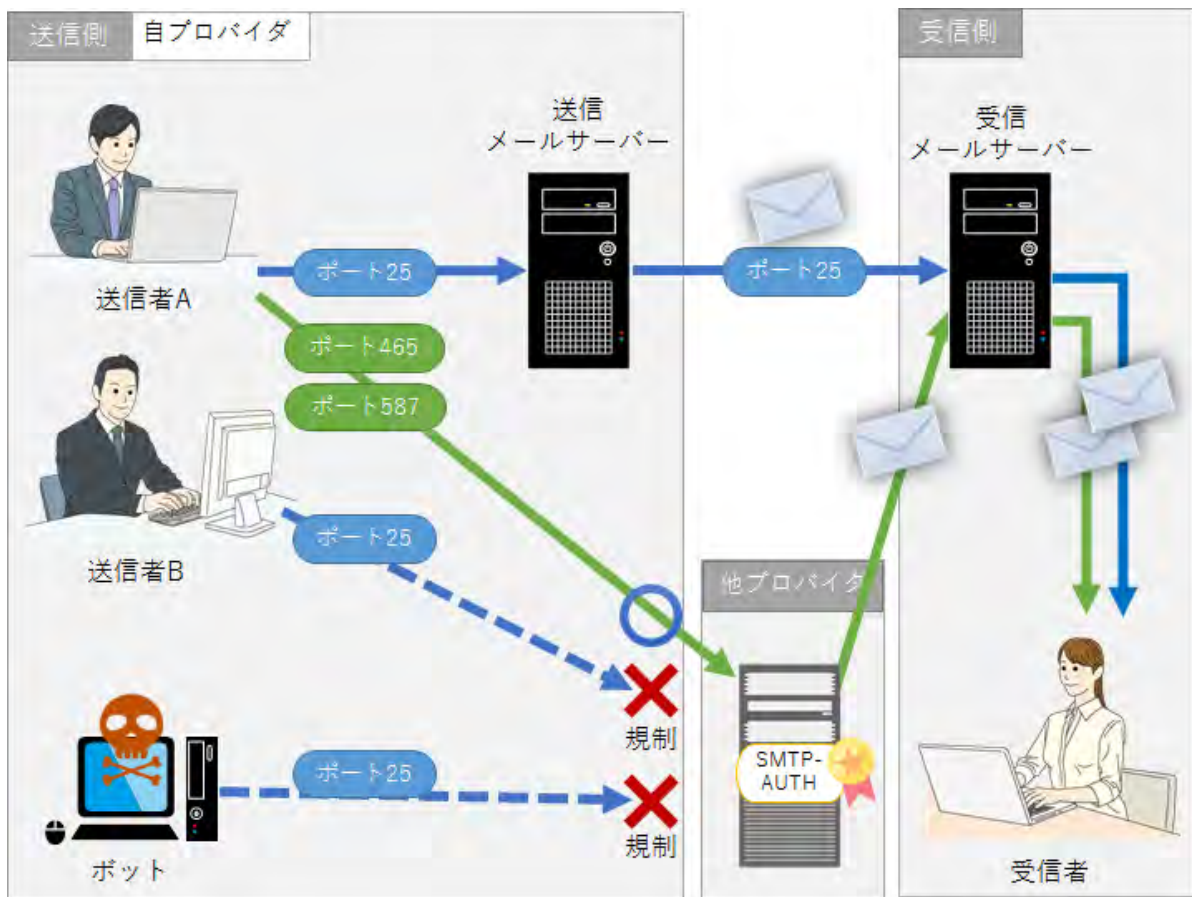 送信側
自プロバイダ
受信側
送信
メールサーバー
受信
メールサーバー
ポート25
ポート25
送信者A
ポート465
ポート587
ポート25
送信者B
他プロバイダ
規制
ポート25
SMTP-
AUTH
規制
ボット
受信者